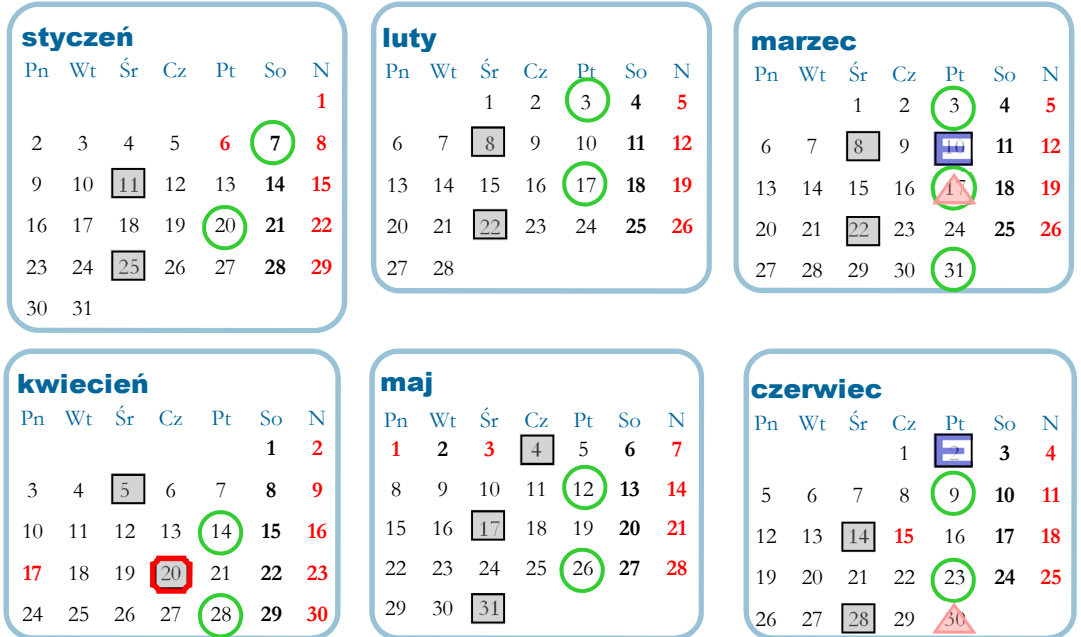 styczeń
Pn Wt Śr Cz Pt So N
1
2 3 4 5 6 7 8
9 10 11 12 13 14 15
16 17 18 19 20 21 22
23 24 25 26 27 28 29
30 31
luty
Pn Wt Śr Cz Pt So N
1 2 3 4 5
6 7 8 9 10 11 12
13 14 15 16 17 18 19
20 21 22 23 24 25 26
27 28
marzec
Pn Wt Śr Cz Pt So N
1 2 3 4 5
6 7 8 9 10 11 12
13 14 15 16 17 18 19
20 21 22 23 24 25 26
27 28 29 30 31
kwiecień
Pn Wt Śr Cz Pt So N
1 2
3 4 5 6 7 8 9
10 11 12 13 14 15 16
17 18 19 20 21 22 23
24 25 26 27 28 29 30
maj
Pn Wt Śr Cz Pt So N
1 2 3 4 5 6 7
8 9 10 11 12 13 14
15 16 17 18 19 20 21
22 23 24 25 26 27 28
29 30 31
czerwiec
Pn Wt Śr Cz Pt So N
1 2 3 4
5 6 7 8 9 10 11
12 13 14 15 16 17 18
19 20 21 22 23 24 25
26 27 28 29 30